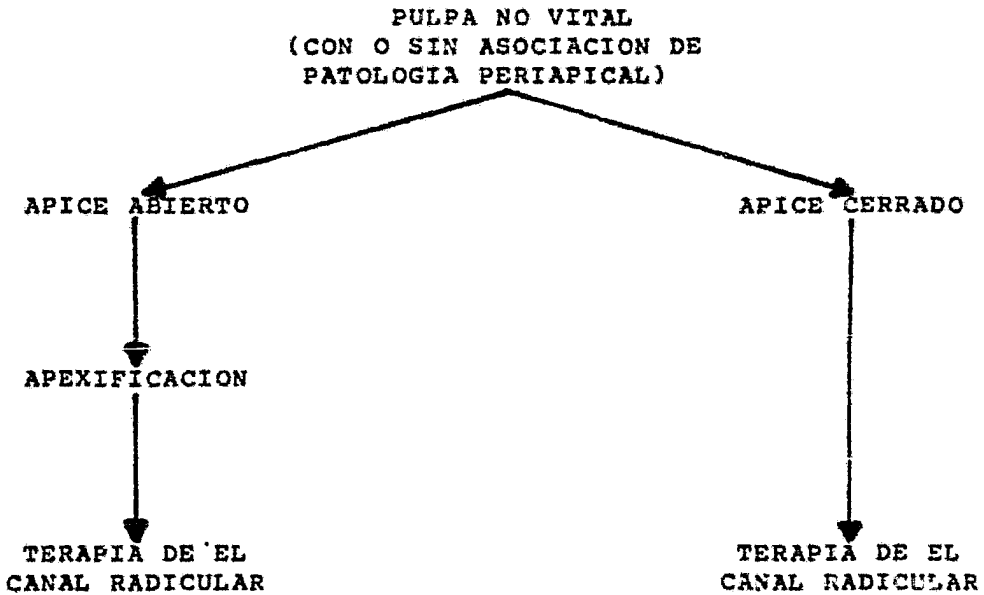 PULPA NO VITAL
(CON O SIN ASOCIACION DE
PATOLOGIA PERIAPICAL)
APICE ABIERTO
APICE CERRADO
APEXIFICACION
TERAPIA DE EL
CANAL RADICULAR
TERAPIA DE EL
CANAL RADICULAR